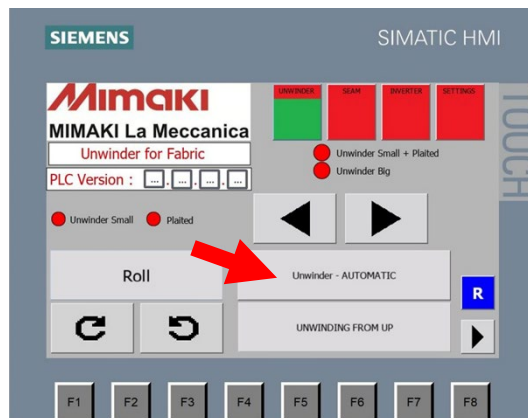 SIEMENS
SIMATIC HMI
TOUCH
Mimaki
MIMAKI La Meccanica
Unwinder for Fabric
PLC Version : ... . ... . ... . ...
UNWINDER
SEAM
INVERTER
SETTINGS
Unwinder Small + Plaited
Unwinder Big
Unwinder Small
Plaited
Roll
Unwinder - AUTOMATIC
UNWINDING FROM UP
R
F1 F2 F3 F4 F5 F6 F7 F8